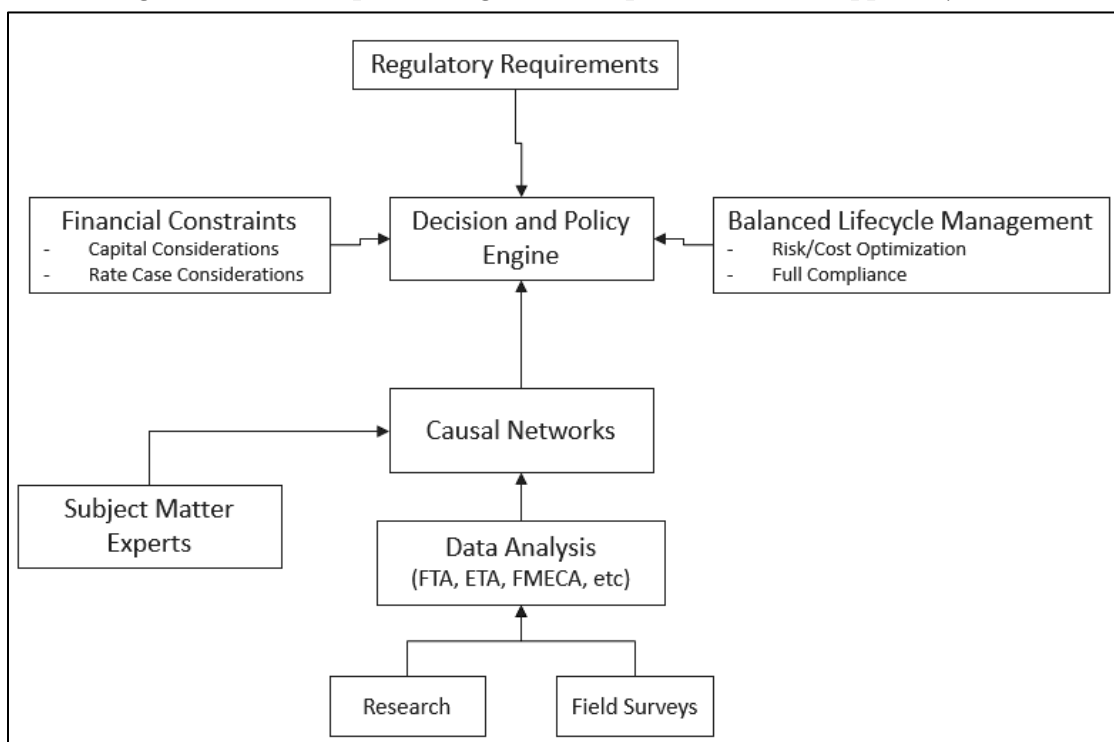 Regulatory Requirements
Financial Constraints
- Capital Considerations
- Rate Case Considerations
Decision and Policy
Engine
Balanced Lifecycle Management
- Risk/Cost Optimization
- Full Compliance
Causal Networks
Subject Matter
Experts
Data Analysis
(FTA, ETA, FMECA, etc)
Research
Field Surveys